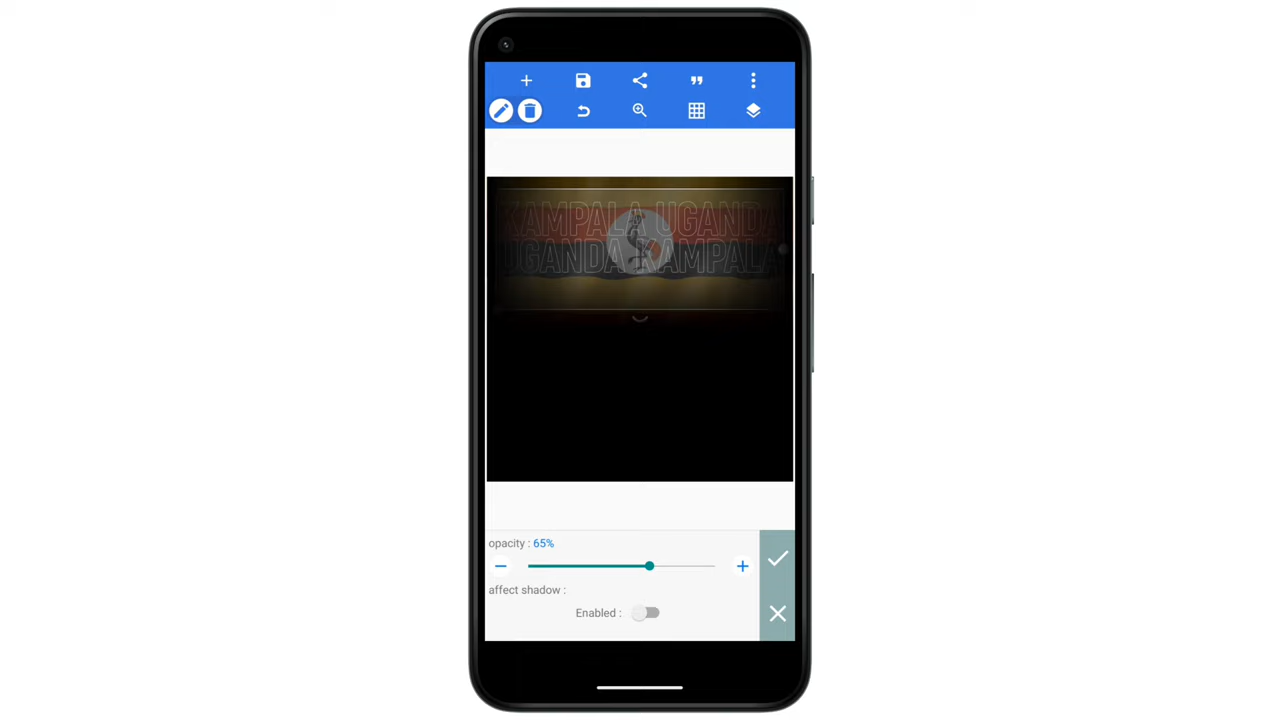 KAMPALA UGANDA
UGANDA KAMPALA
opacity : 65%
affect shadow :
Enabled :